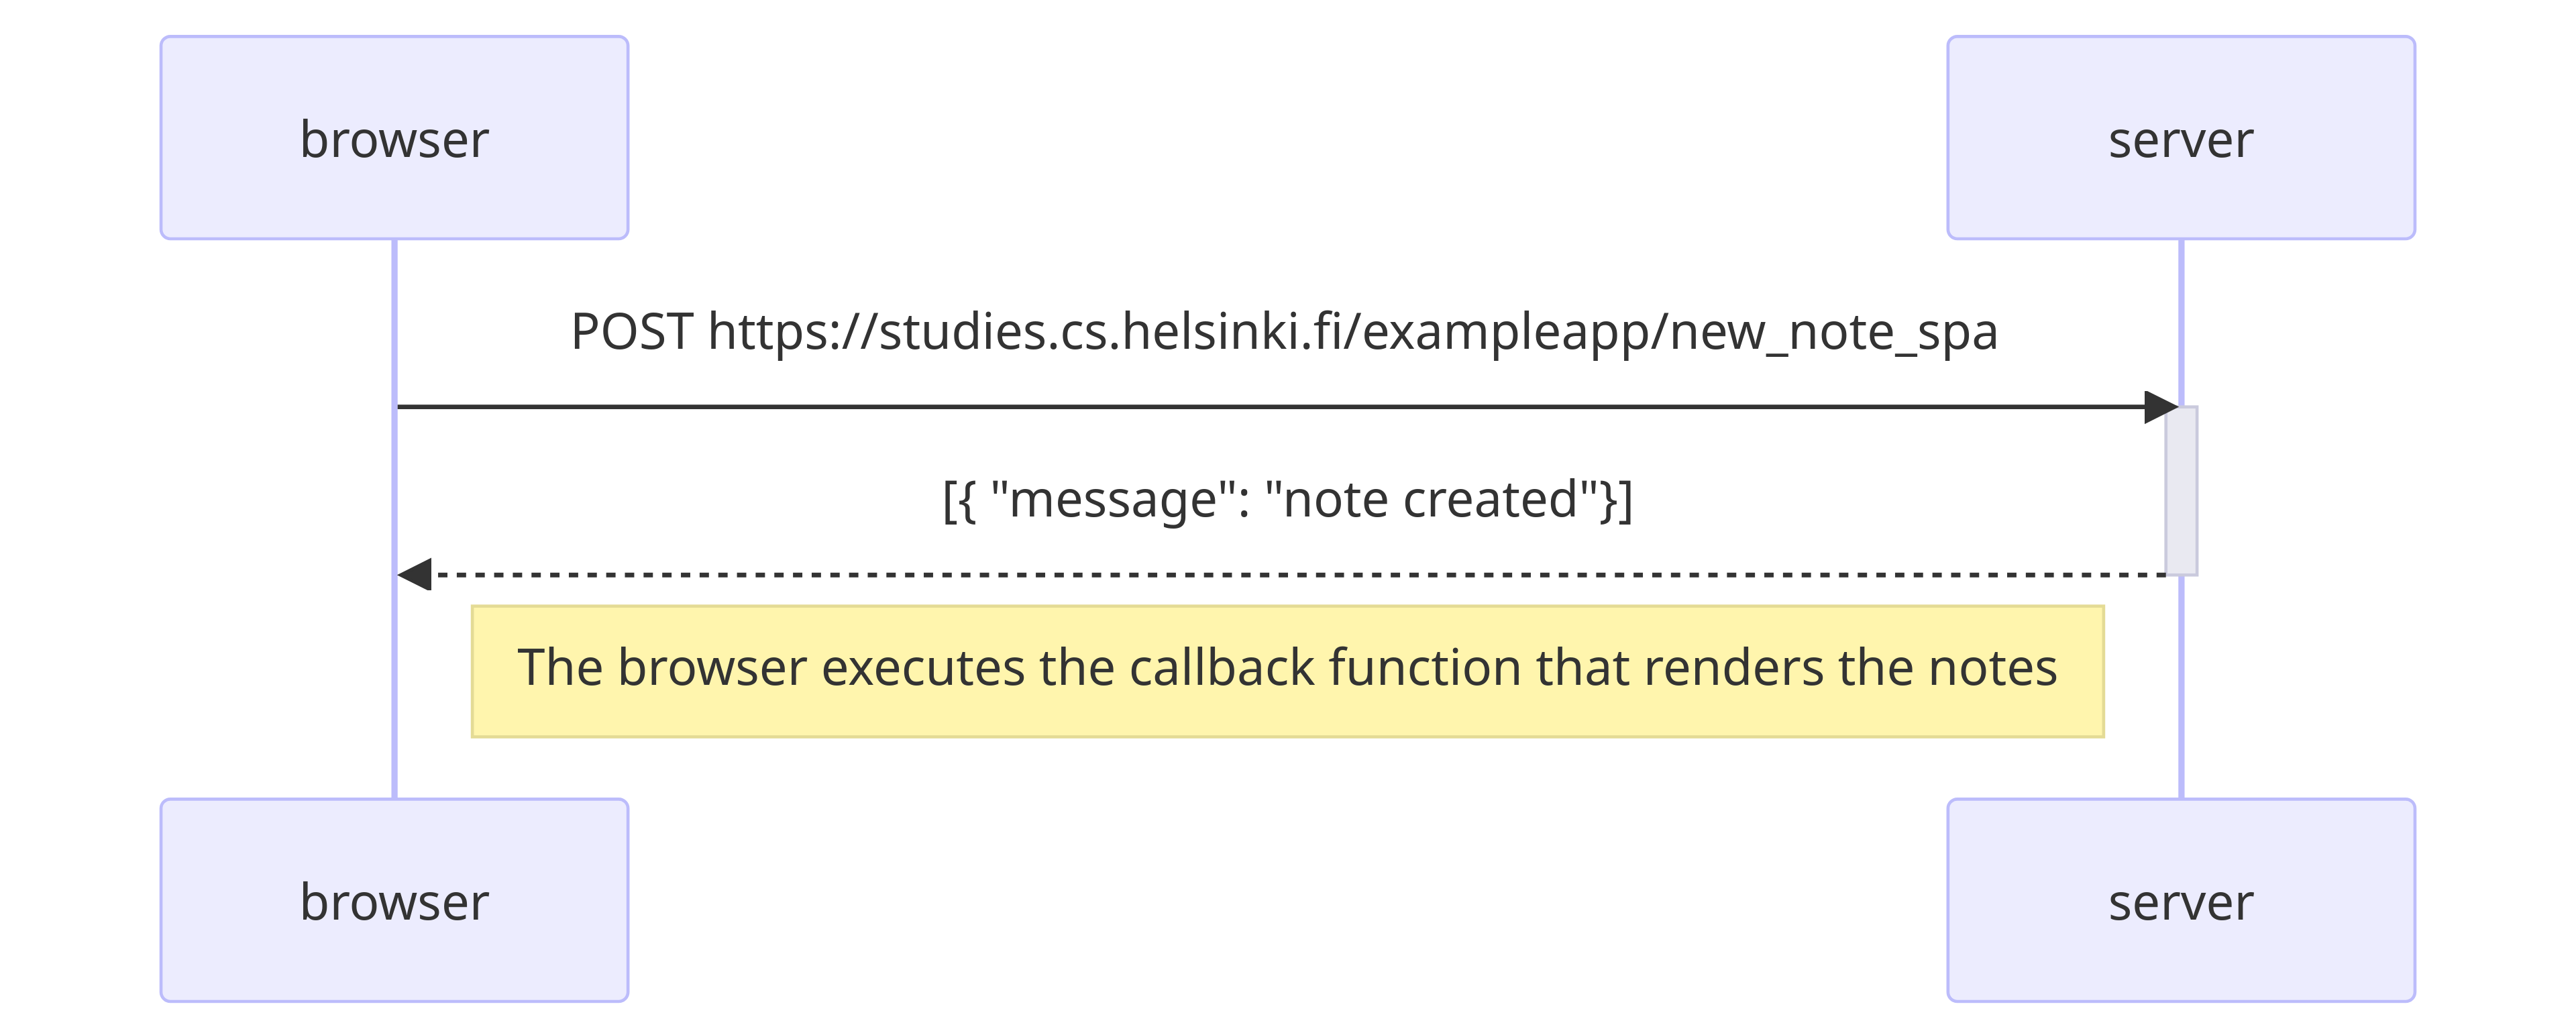 browser
server
POST https://studies.cs.helsinki.fi/exampleapp/new_note_spa
[{ "message": "note created"}]
The browser executes the callback function that renders the notes
browser
server